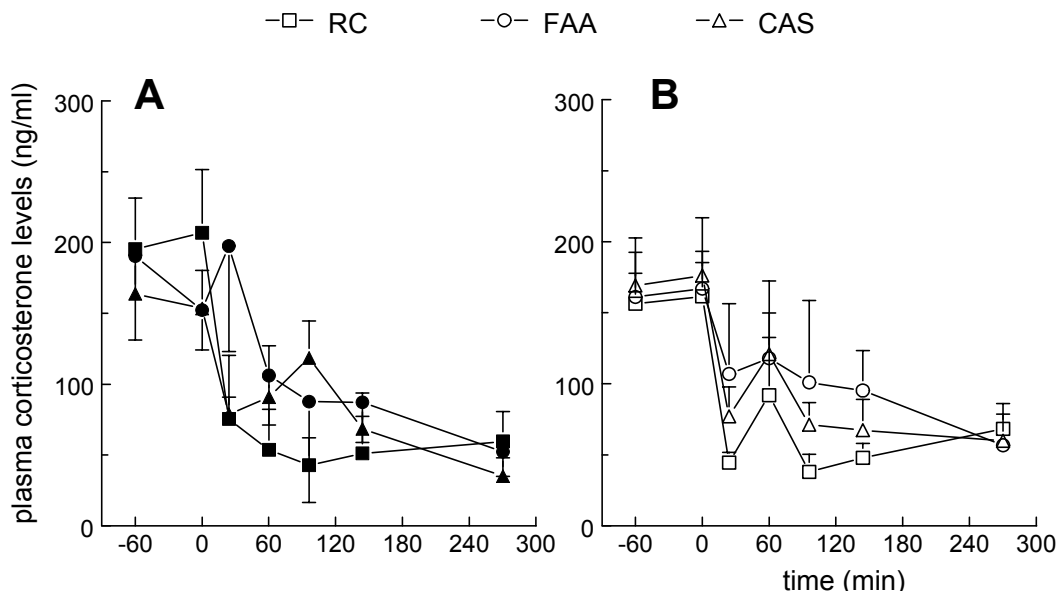 RC FAA CAS
A B
plasma corticosterone levels (ng/ml)
300 300
200 200
100 100
0 0
-60 0 60 120 180 240 300 -60 0 60 120 180 240 300
time (min)